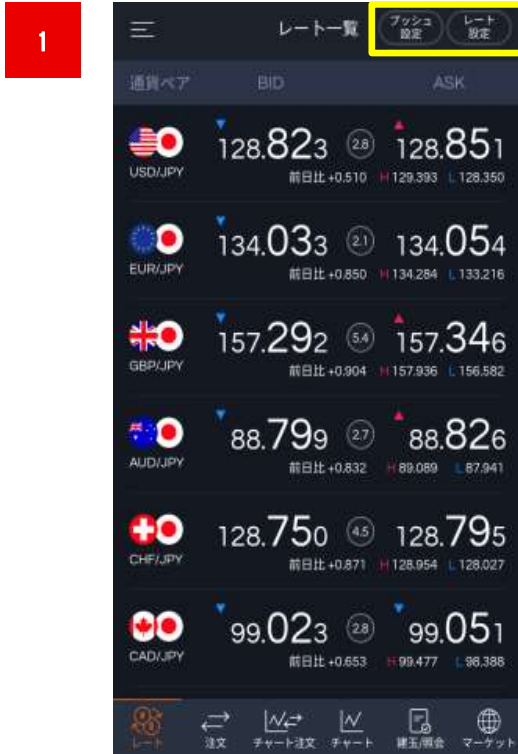 1
レート一覧 プッシュ設定 レート設定
通貨ペア BID ASK
128.823 2.8 128.851
USD/JPY 前日比 +0.510 H 129.393 L 128.350
134.033 2.1 134.054
EUR/JPY 前日比 +0.850 H 134.284 L 133.216
157.292 5.4 157.346
GBP/JPY 前日比 +0.904 H 157.936 L 156.582
88.799 2.7 88.826
AUD/JPY 前日比 +0.832 H 89.089 L 87.941
128.750 4.5 128.795
CHF/JPY 前日比 +0.871 H 128.954 L 128.027
99.023 2.8 99.051
CAD/JPY 前日比 +0.653 H 99.477 L 98.388
レート 注文 チャート注文 チャート 建玉/照会 マーケット